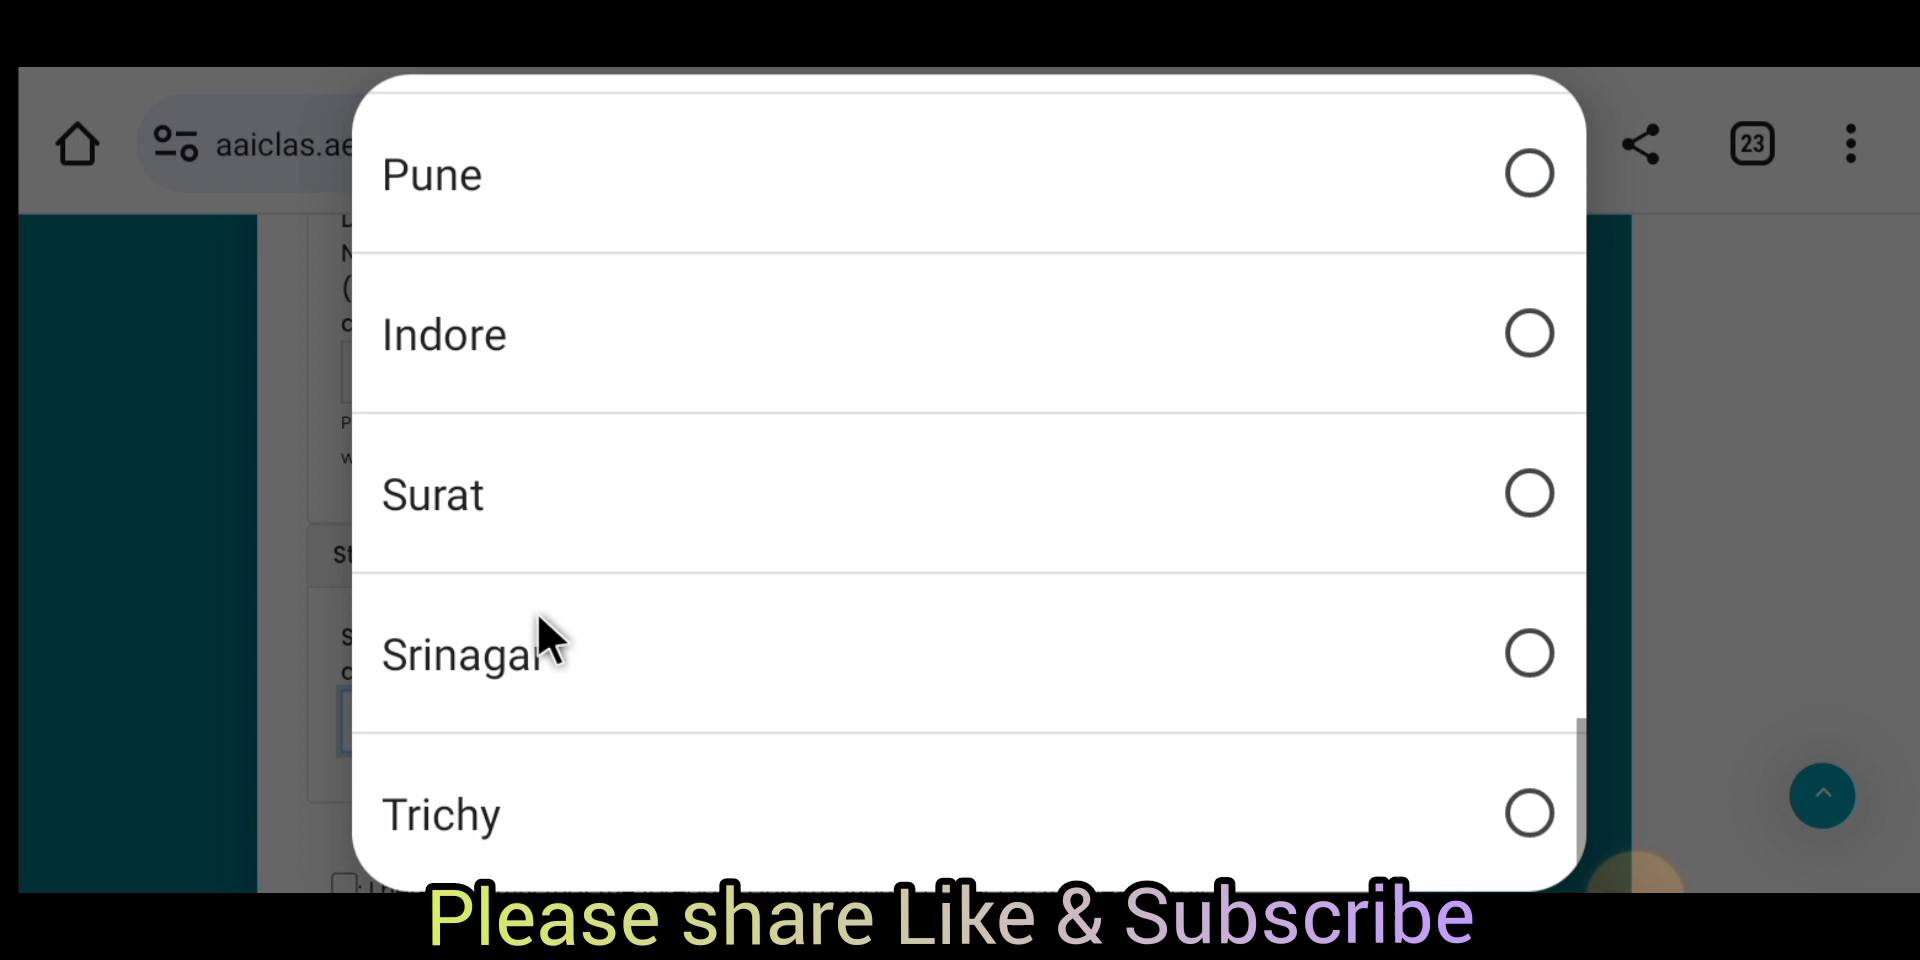 aaiclas.ae
23
Pune
Indore
Surat
Srinagar
Trichy
Please share Like & Subscribe